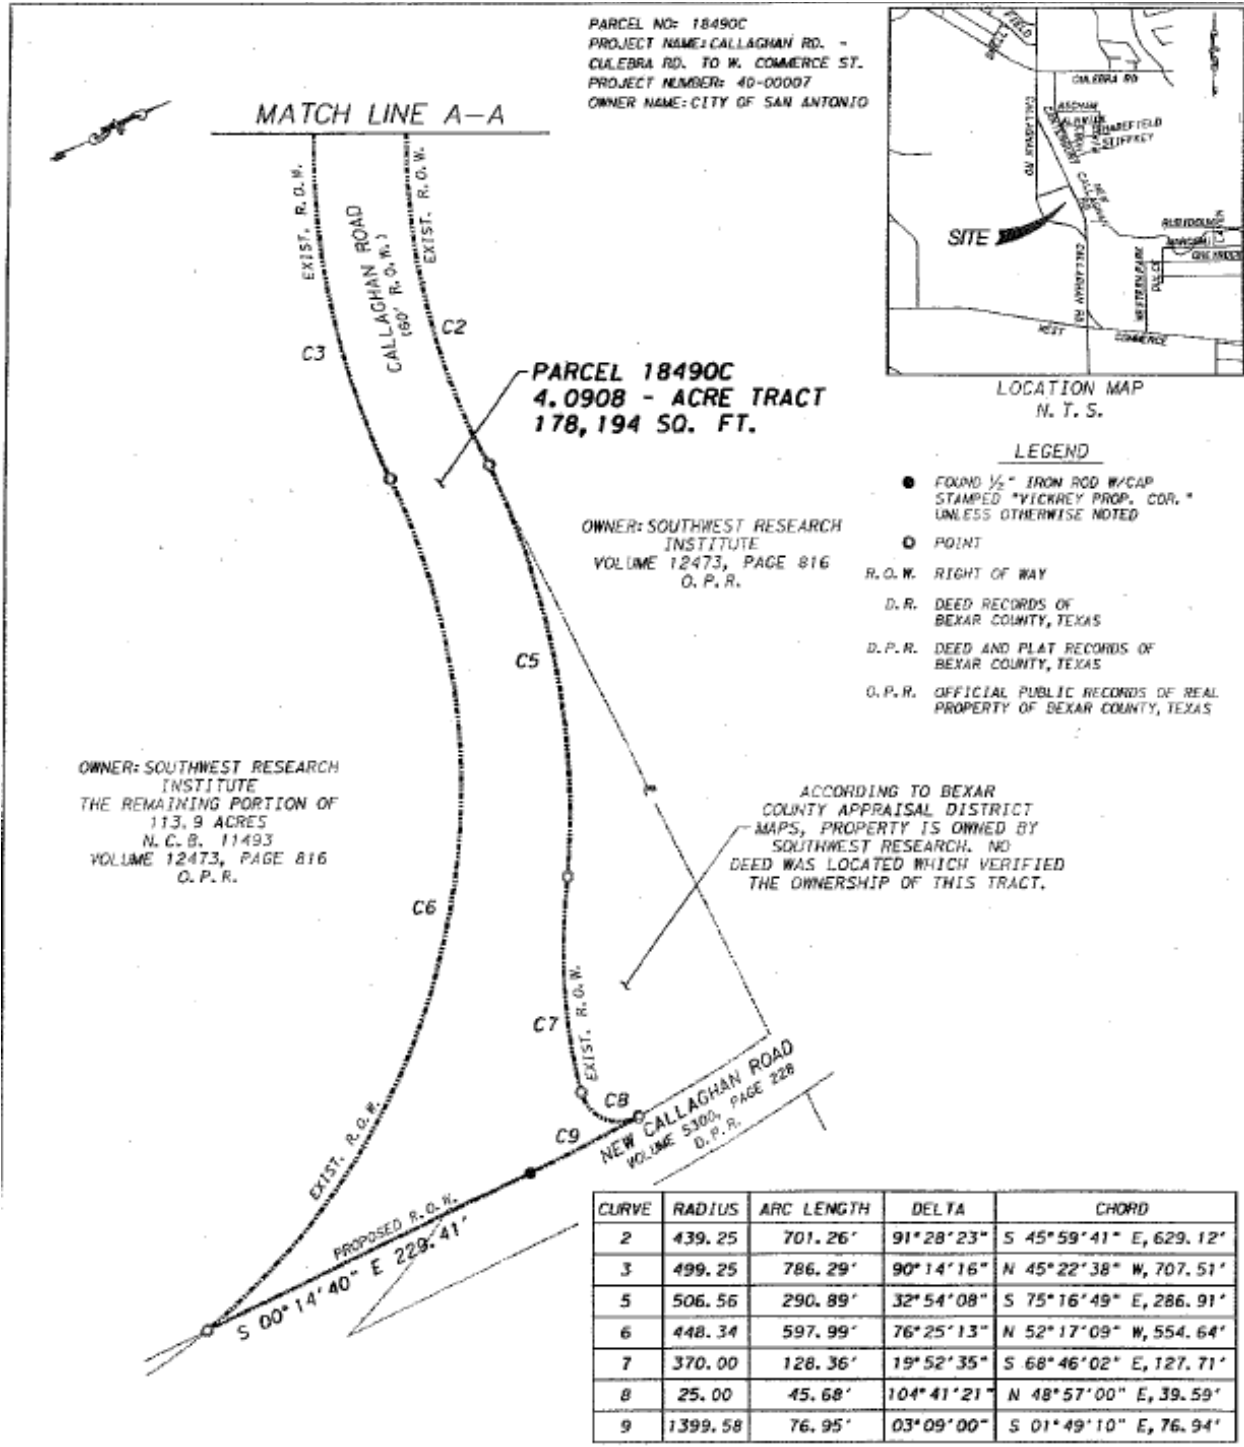 PARCEL NO: 18490C
PROJECT NAME: CALLAGHAN RD. -
CULEBRA RD. TO W. COMMERCE ST.
PROJECT NUMBER: 40-00007
OWNER NAME: CITY OF SAN ANTONIO
MATCH LINE A-A
EXIST. R.O.W.
CALLAGHAN ROAD
(60' R.O.W.)
EXIST. R.O.W.
C3
C2
PARCEL 18490C
4.0908 - ACRE TRACT
178,194 SQ. FT.
FIELD
CULEBRA RD
CALLAGHAN RD
HAREFIELD
STIFFKEY
NEW
CALLAGHAN
RD
SITE
CALLAGHAN RD
WESTERN PARK
WEST
COMMERCE
LOCATION MAP
N. T. S.
LEGEND
FOUND ½" IRON ROD W/CAP
STAMPED "VICKREY PROP. COR."
UNLESS OTHERWISE NOTED
POINT
R.O.W. RIGHT OF WAY
D.R. DEED RECORDS OF
BEXAR COUNTY, TEXAS
D.P.R. DEED AND PLAT RECORDS OF
BEXAR COUNTY, TEXAS
O.P.R. OFFICIAL PUBLIC RECORDS OF REAL
PROPERTY OF BEXAR COUNTY, TEXAS
OWNER: SOUTHWEST RESEARCH
INSTITUTE
VOLUME 12473, PAGE 816
O.P.R.
C5
OWNER: SOUTHWEST RESEARCH
INSTITUTE
THE REMAINING PORTION OF
113.9 ACRES
N.C.B. 11493
VOLUME 12473, PAGE 816
O.P.R.
ACCORDING TO BEXAR
COUNTY APPRAISAL DISTRICT
MAPS, PROPERTY IS OWNED BY
SOUTHWEST RESEARCH. NO
DEED WAS LOCATED WHICH VERIFIED
THE OWNERSHIP OF THIS TRACT.
C6
C7
EXIST. R.O.W.
C8
C9
NEW CALLAGHAN ROAD
VOLUME 5300, PAGE 228
D.P.R.
EXIST. R.O.W.
PROPOSED R.O.W.
S 00°14'40" E 229.41'
CURVE RADIUS ARC LENGTH DELTA CHORD
2 439.25 701.26' 91°28'23" S 45°59'41" E, 629.12'
3 499.25 786.29' 90°14'16" N 45°22'38" W, 707.51'
5 506.56 290.89' 32°54'08" S 75°16'49" E, 286.91'
6 448.34 597.99' 76°25'13" N 52°17'09" W, 554.64'
7 370.00 128.36' 19°52'35" S 68°46'02" E, 127.71'
8 25.00 45.68' 104°41'21" N 48°57'00" E, 39.59'
9 1399.58 76.95' 03°09'00" S 01°49'10" E, 76.94'